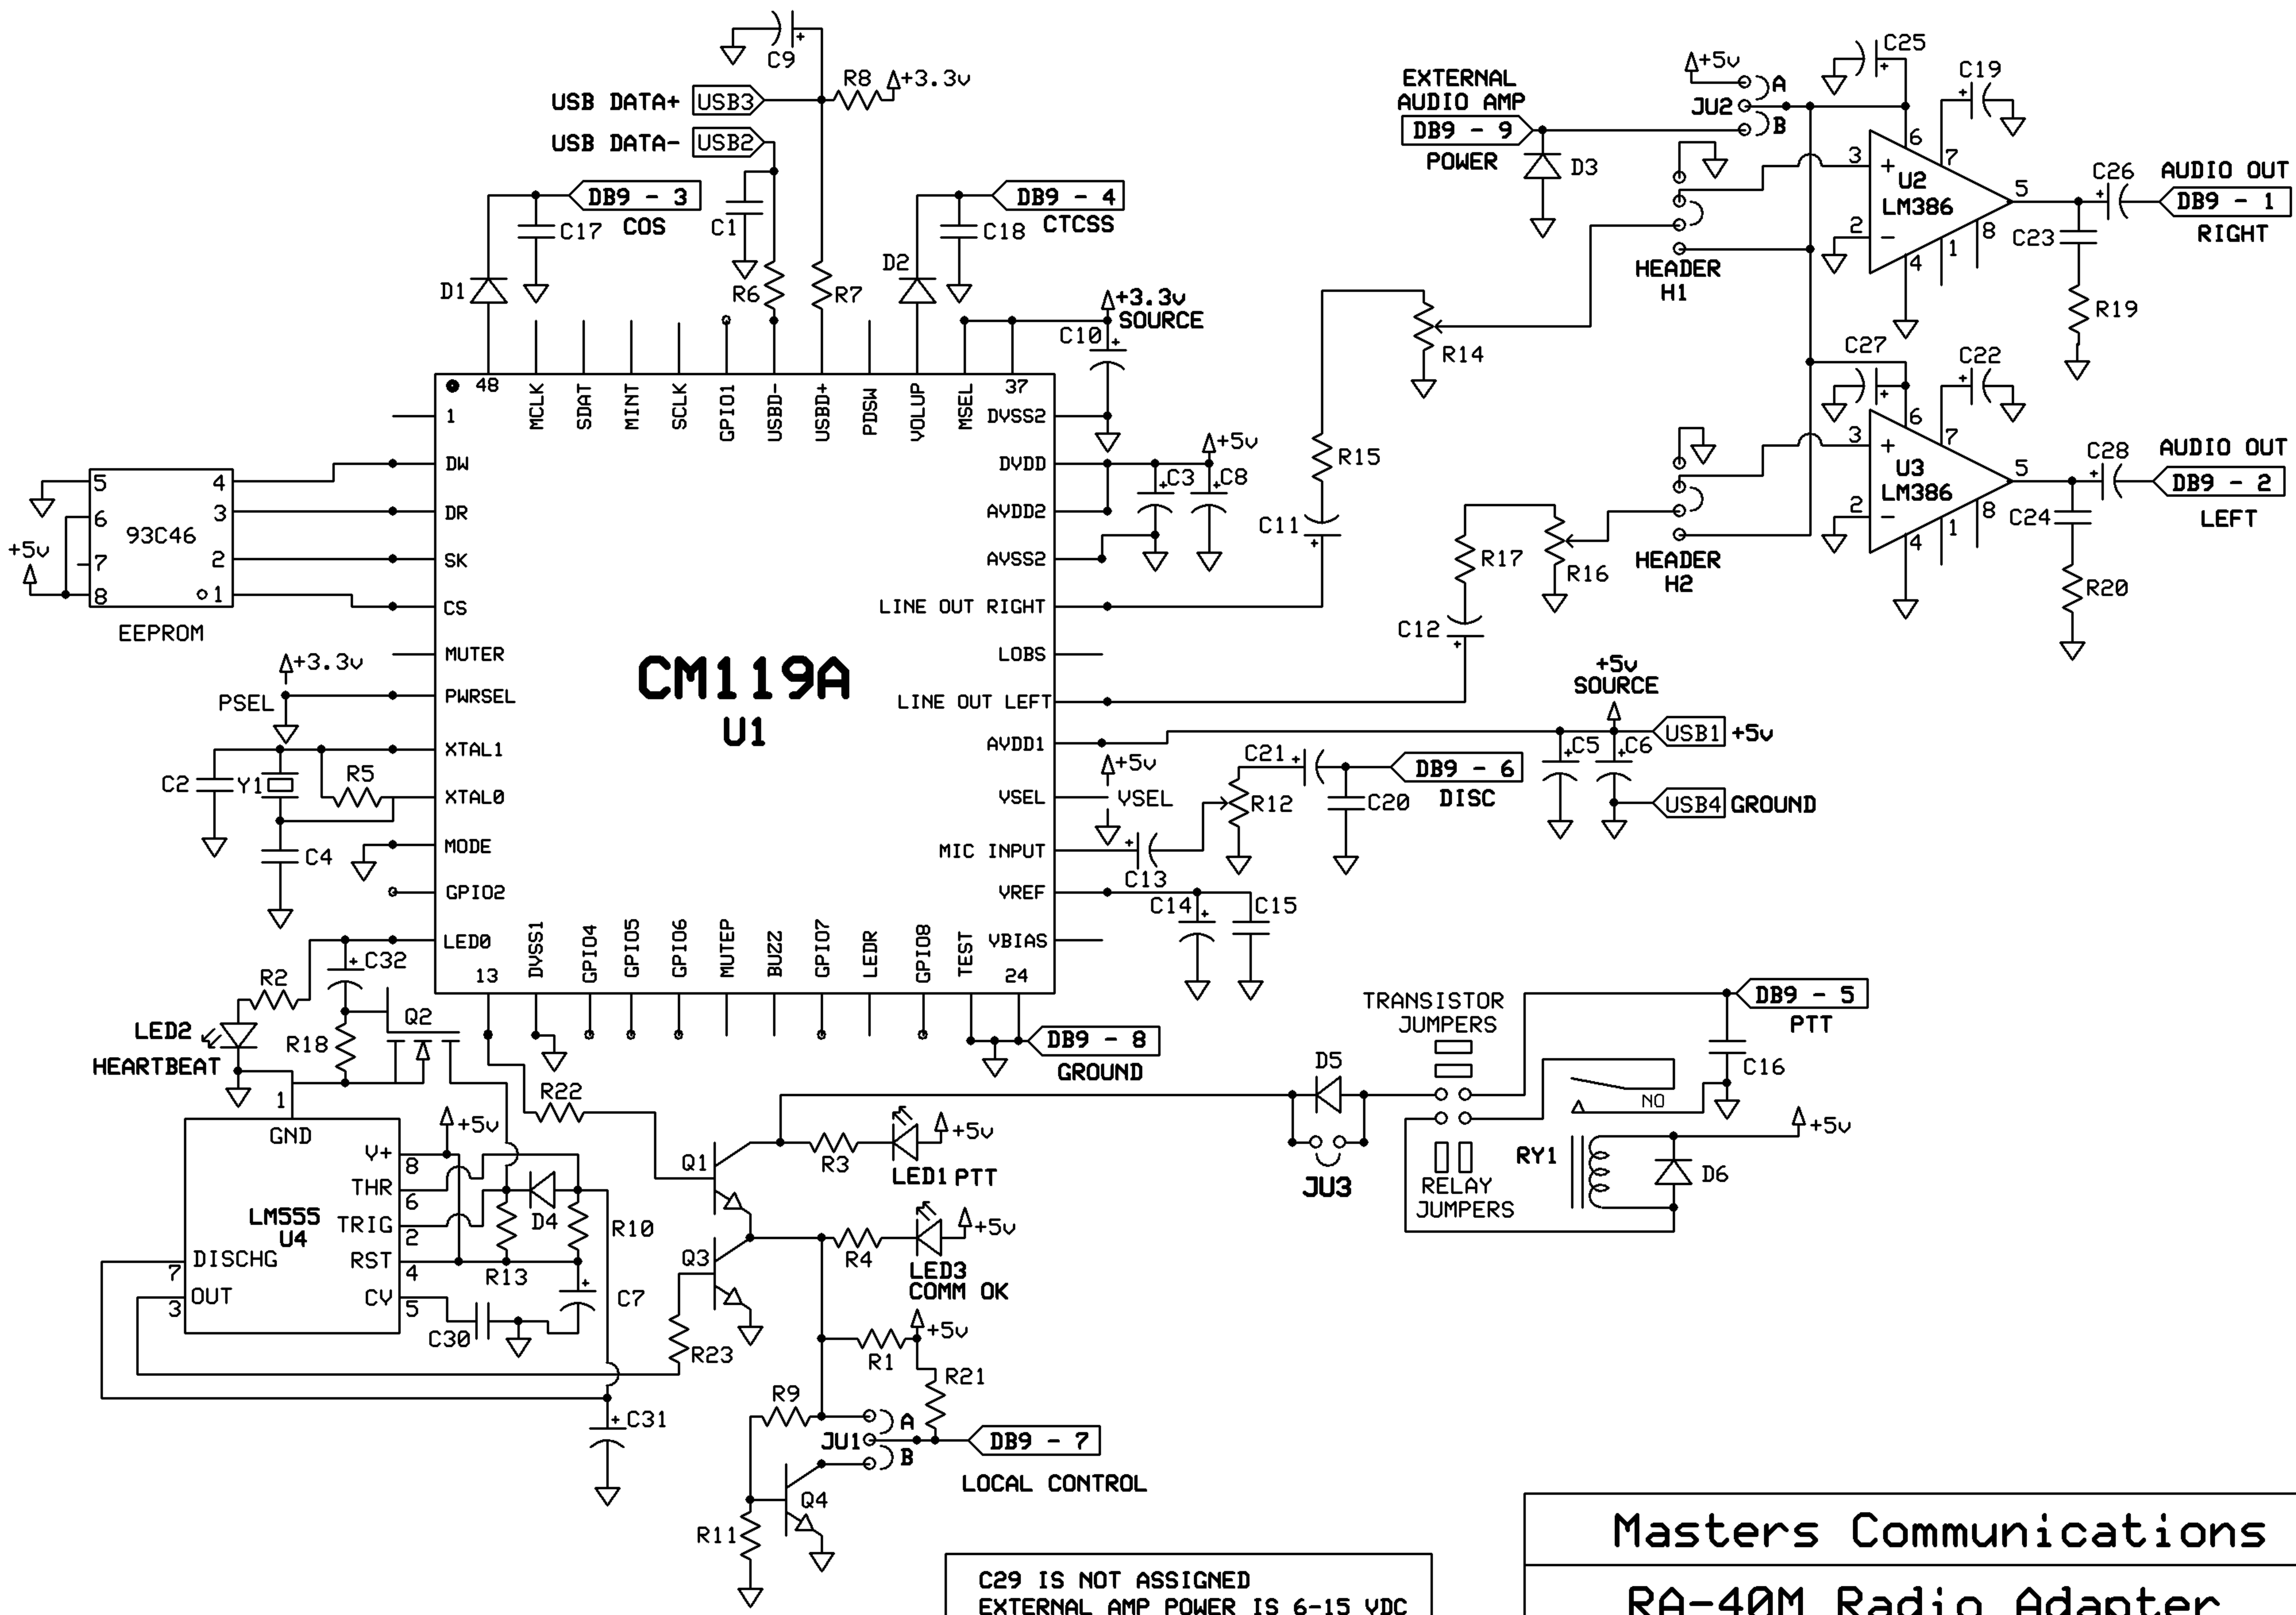 C9
R8 +3.3v
USB DATA+ USB3
USB DATA- USB2
DB9 - 3
COS
C17
C1
DB9 - 4
CTCSS
C18
D1
R6
R7
D2
+3.3v
SOURCE
C10
EXTERNAL
AUDIO AMP
DB9 - 9
POWER
D3
+5v
A
JU2
B
C25
C19
6
7
3
+
U2
LM386
5
2
-
8
1
4
C26
AUDIO OUT
DB9 - 1
RIGHT
C23
R19
HEADER
H1
R14
R15
C11
C27
C22
6
7
3
+
U3
LM386
5
2
-
8
1
4
C28
AUDIO OUT
DB9 - 2
LEFT
C24
R20
HEADER
H2
R17
R16
C12
48
MCLK
SDAT
MINT
SCLK
GPIO1
USBD-
USBD+
PDSW
VOLUP
MSEL
37
1
DW
DR
SK
CS
MUTER
PWRSEL
XTAL1
XTAL0
MODE
GPIO2
LED0
CM119A
U1
DVSS2
DVDD
AVDD2
AVSS2
LINE OUT RIGHT
LOBS
LINE OUT LEFT
AVDD1
VSEL
MIC INPUT
VREF
VBIAS
13
DVSS1
GPIO4
GPIO5
GPIO6
MUTEP
BUZZ
GPIO7
LEDR
GPIO8
TEST
24
+5v
C3
C8
5
4
6
3
93C46
7
2
8
1
+5v
EEPROM
+3.3v
PSEL
C2
Y1
R5
C4
+5v
SOURCE
USB1 +5v
C5
C6
USB4 GROUND
+5v
VSEL
C21
DB9 - 6
DISC
R12
C20
C13
C14
C15
C32
R2
LED2
HEARTBEAT
R18
Q2
DB9 - 8
GROUND
R22
1
GND
V+
8
THR
6
TRIG
2
RST
4
CV
5
LM555
U4
DISCHG
7
OUT
3
+5v
D4
R10
R13
C7
C30
C31
R23
Q1
R3
LED1 PTT
+5v
Q3
R4
LED3
COMM OK
+5v
R1
+5v
R21
R9
A
JU1
B
DB9 - 7
LOCAL CONTROL
Q4
R11
TRANSISTOR
JUMPERS
DB9 - 5
PTT
C16
D5
JU3
NO
RY1
+5v
D6
RELAY
JUMPERS
C29 IS NOT ASSIGNED
EXTERNAL AMP POWER IS 6-15 VDC
Masters Communications
RA-40M Radio Adapter